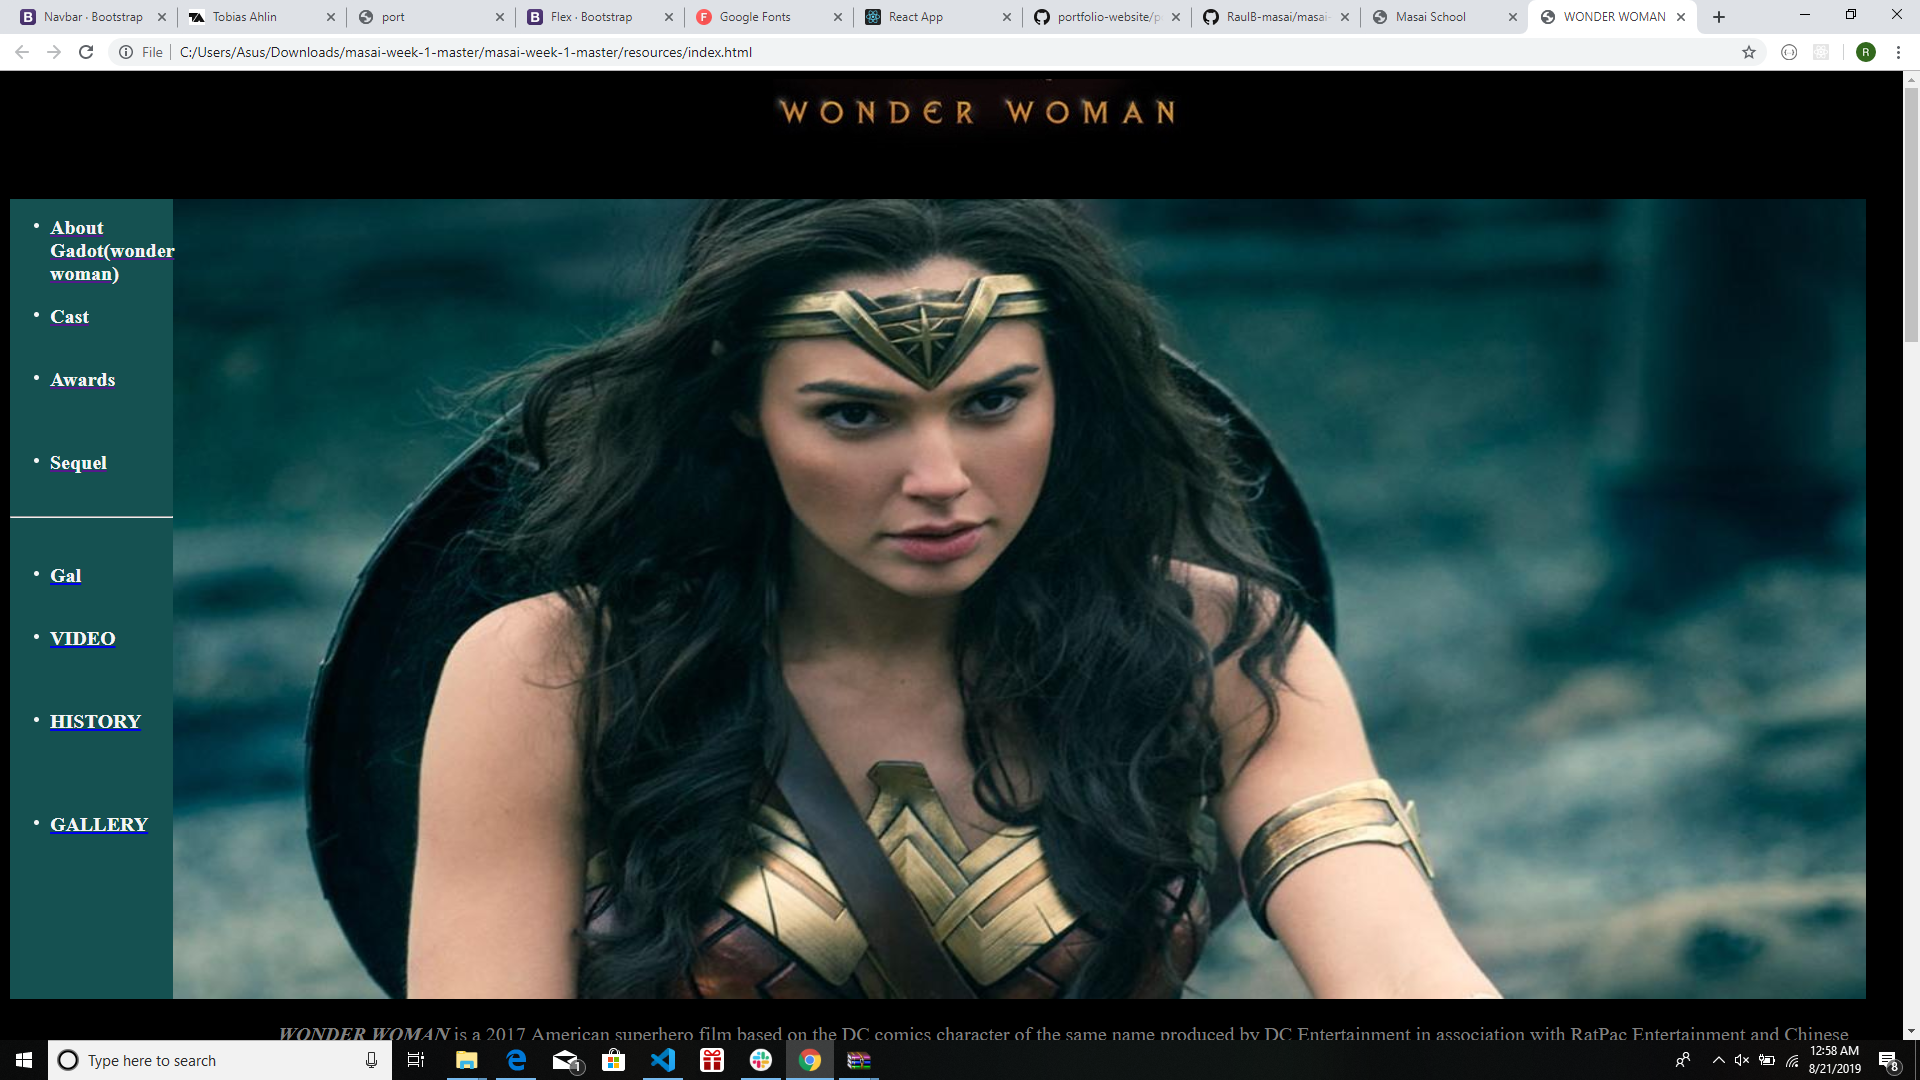 Navbar · Bootstrap
Tobias Ahlin
port
Flex · Bootstrap
Google Fonts
React App
portfolio-website/p
RaulB-masai/masai-
Masai School
WONDER WOMAN
File
C:/Users/Asus/Downloads/masai-week-1-master/masai-week-1-master/resources/index.html
R
WONDER WOMAN
• About
Gadot(wonder
woman)
• Cast
• Awards
• Sequel
• Gal
• VIDEO
• HISTORY
• GALLERY
WONDER WOMAN is a 2017 American superhero film based on the DC comics character of the same name produced by DC Entertainment in association with RatPac Entertainment and Chinese
Type here to search
1
12:58 AM
8/21/2019
8